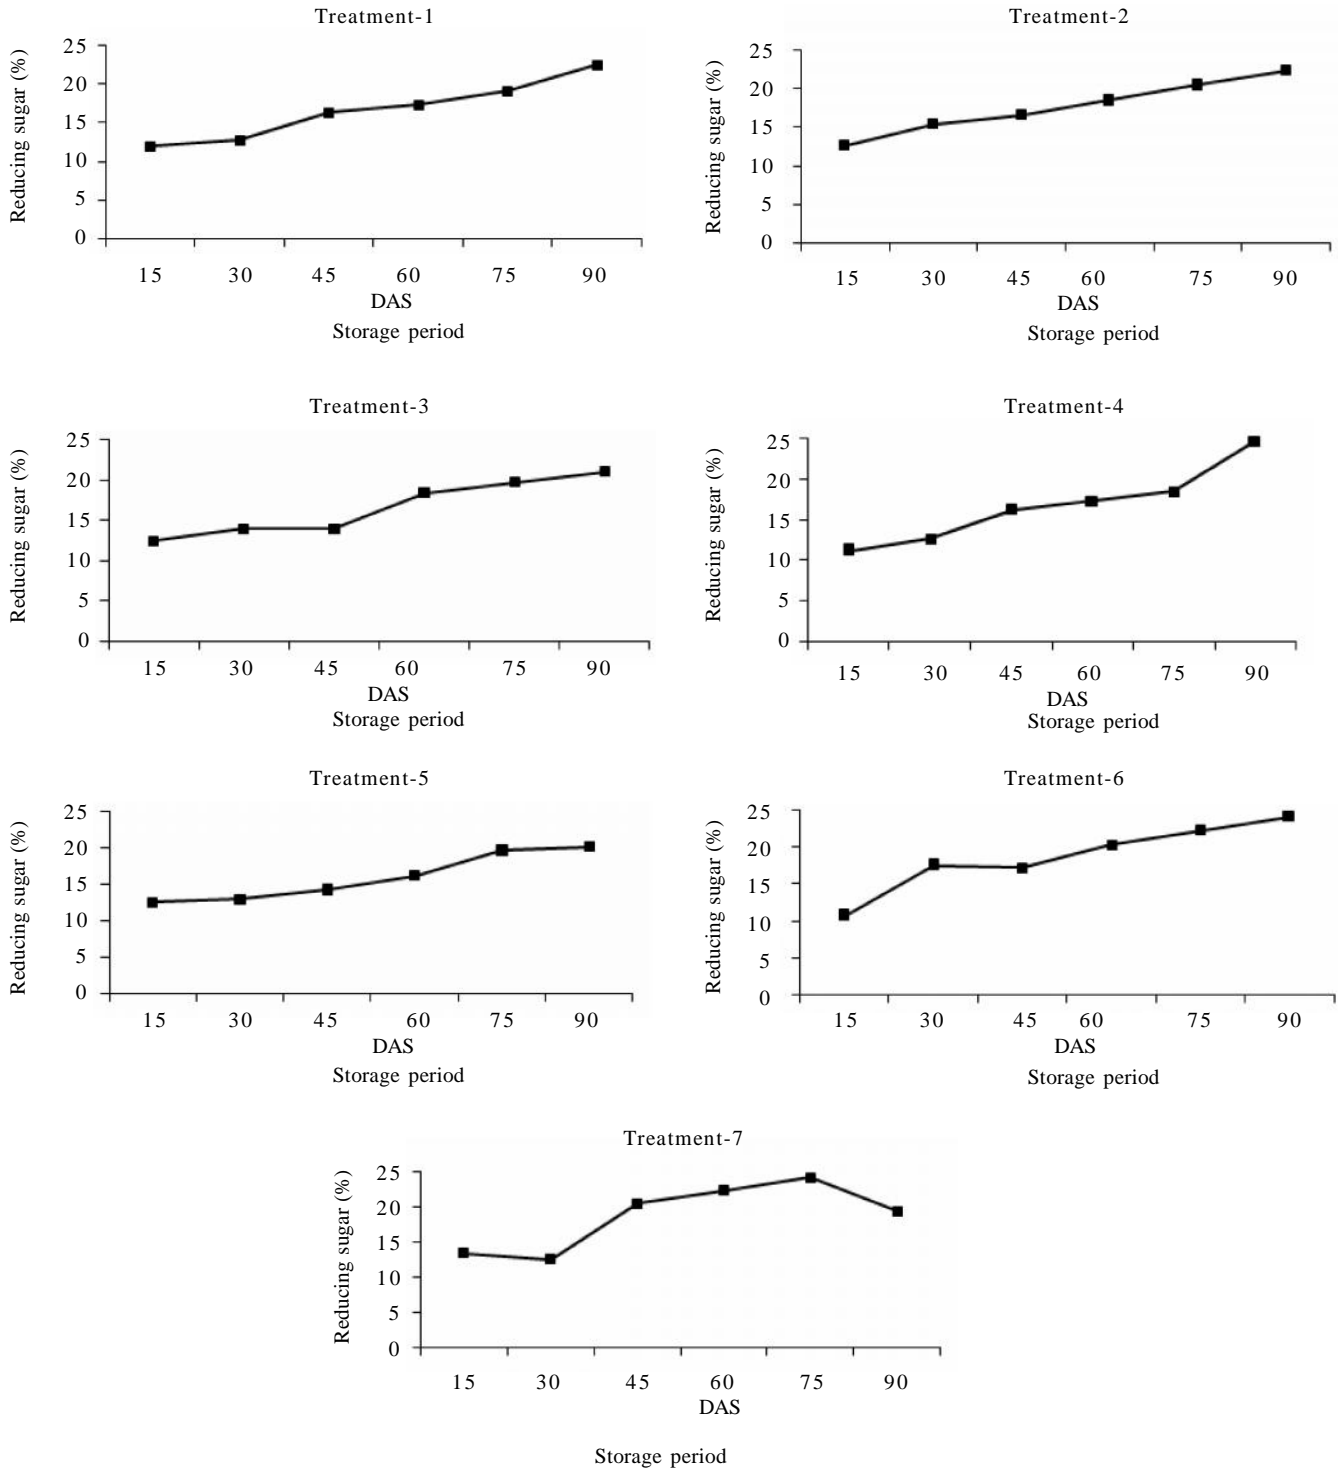 Treatment-1
Reducing sugar (%)
25
20
15
10
5
0
15 30 45 60 75 90
DAS
Storage period
Treatment-2
Reducing sugar (%)
25
20
15
10
5
0
15 30 45 60 75 90
DAS
Storage period
Treatment-3
Reducing sugar (%)
25
20
15
10
5
0
15 30 45 60 75 90
DAS
Storage period
Treatment-4
Reducing sugar (%)
25
20
15
10
5
0
15 30 45 60 75 90
DAS
Storage period
Treatment-5
Reducing sugar (%)
25
20
15
10
5
0
15 30 45 60 75 90
DAS
Storage period
Treatment-6
Reducing sugar (%)
25
20
15
10
5
0
15 30 45 60 75 90
DAS
Storage period
Treatment-7
Reducing sugar (%)
25
20
15
10
5
0
15 30 45 60 75 90
DAS
Storage period